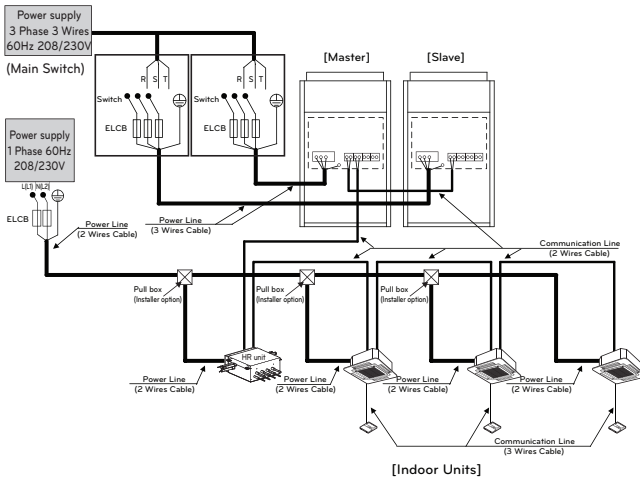 Power supply
3 Phase 3 Wires
60Hz 208/230V
(Main Switch)
[Master]
[Slave]
R S T
R S T
Switch
Switch
ELCB
ELCB
Power supply
1 Phase 60Hz
208/230V
L(L1) N(L2)
ELCB
Power Line
(2 Wires Cable)
Power Line
(3 Wires Cable)
Communication Line
(2 Wires Cable)
Pull box
(Installer option)
Pull box
(Installer option)
Pull box
(Installer option)
HR unit
Power Line
(2 Wires Cable)
Power Line
(2 Wires Cable)
Power Line
(2 Wires Cable)
Power Line
(2 Wires Cable)
Communication Line
(3 Wires Cable)
[Indoor Units]